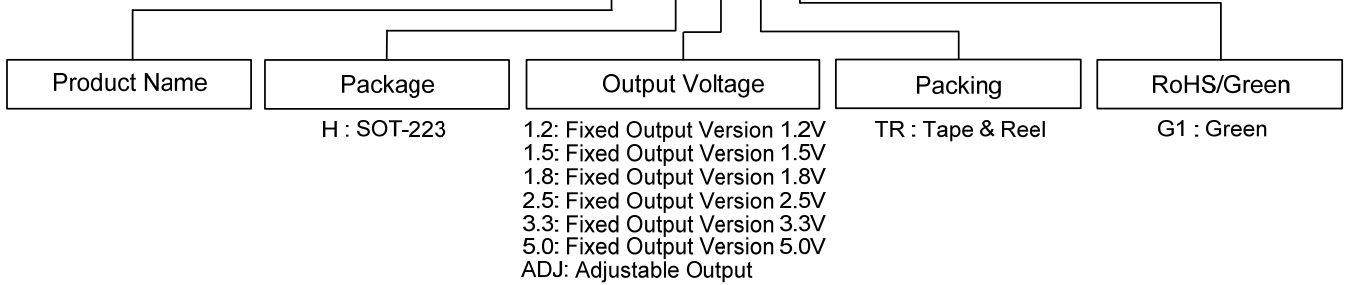 Product Name
Package
Output Voltage
Packing
RoHS/Green
H : SOT-223
1.2: Fixed Output Version 1.2V
1.5: Fixed Output Version 1.5V
1.8: Fixed Output Version 1.8V
2.5: Fixed Output Version 2.5V
3.3: Fixed Output Version 3.3V
5.0: Fixed Output Version 5.0V
ADJ: Adjustable Output
TR : Tape & Reel
G1 : Green